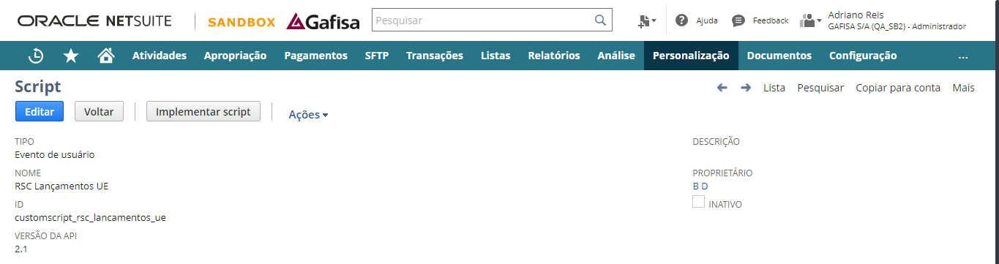 ORACLE NETSUITE
SANDBOX
Gafisa
Pesquisar
Ajuda
Feedback
Adriano Reis
GAFISA S/A (QA_SB2) - Administrador
Atividades Apropriação Pagamentos SFTP Transações Listas Relatórios Análise Personalização Documentos Configuração ...
Script
Lista Pesquisar Copiar para conta Mais
Editar Voltar Implementar script Ações
TIPO
Evento de usuário
NOME
RSC Lançamentos UE
ID
customscript_rsc_lancamentos_ue
VERSÃO DA API
2.1
DESCRIÇÃO
PROPRIETÁRIO
B D
INATIVO